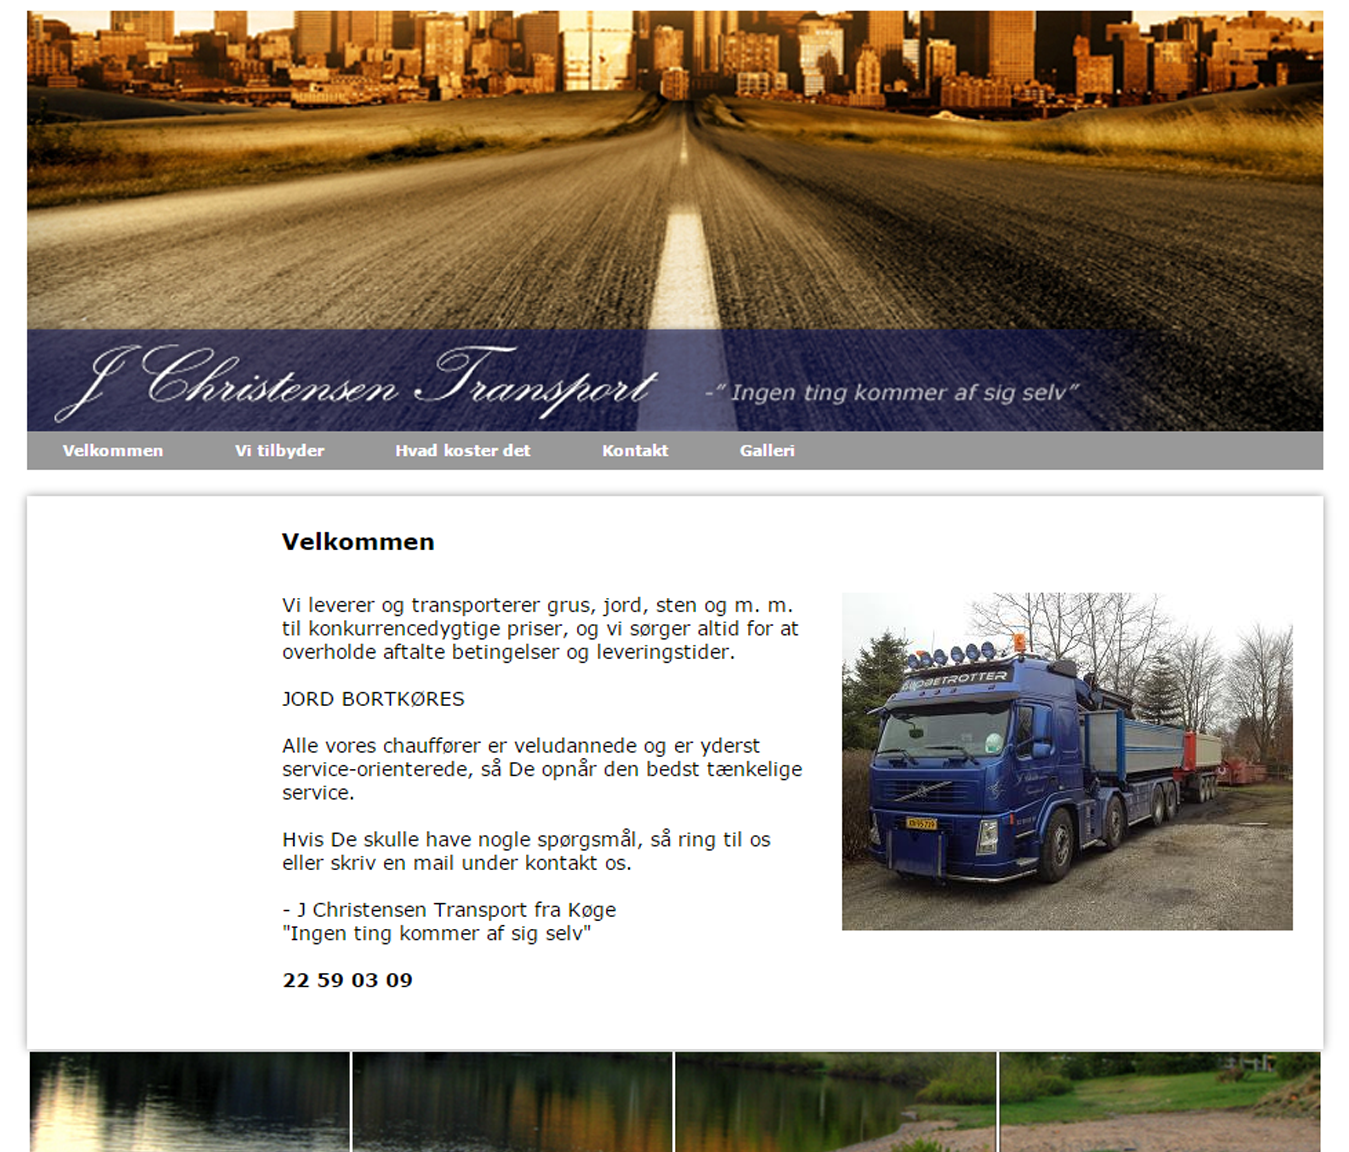 J Christensen Transport -" Ingen ting kommer af sig selv"
Velkommen Vi tilbyder Hvad koster det Kontakt Galleri
Velkommen
Vi leverer og transporterer grus, jord, sten og m. m.
til konkurrencedygtige priser, og vi sørger altid for at
overholde aftalte betingelser og leveringstider.
JORD BORTKØRES
Alle vores chauffører er veludannede og er yderst
service-orienterede, så De opnår den bedst tænkelige
service.
Hvis De skulle have nogle spørgsmål, så ring til os
eller skriv en mail under kontakt os.
- J Christensen Transport fra Køge
"Ingen ting kommer af sig selv"
22 59 03 09
GLOBETROTTER